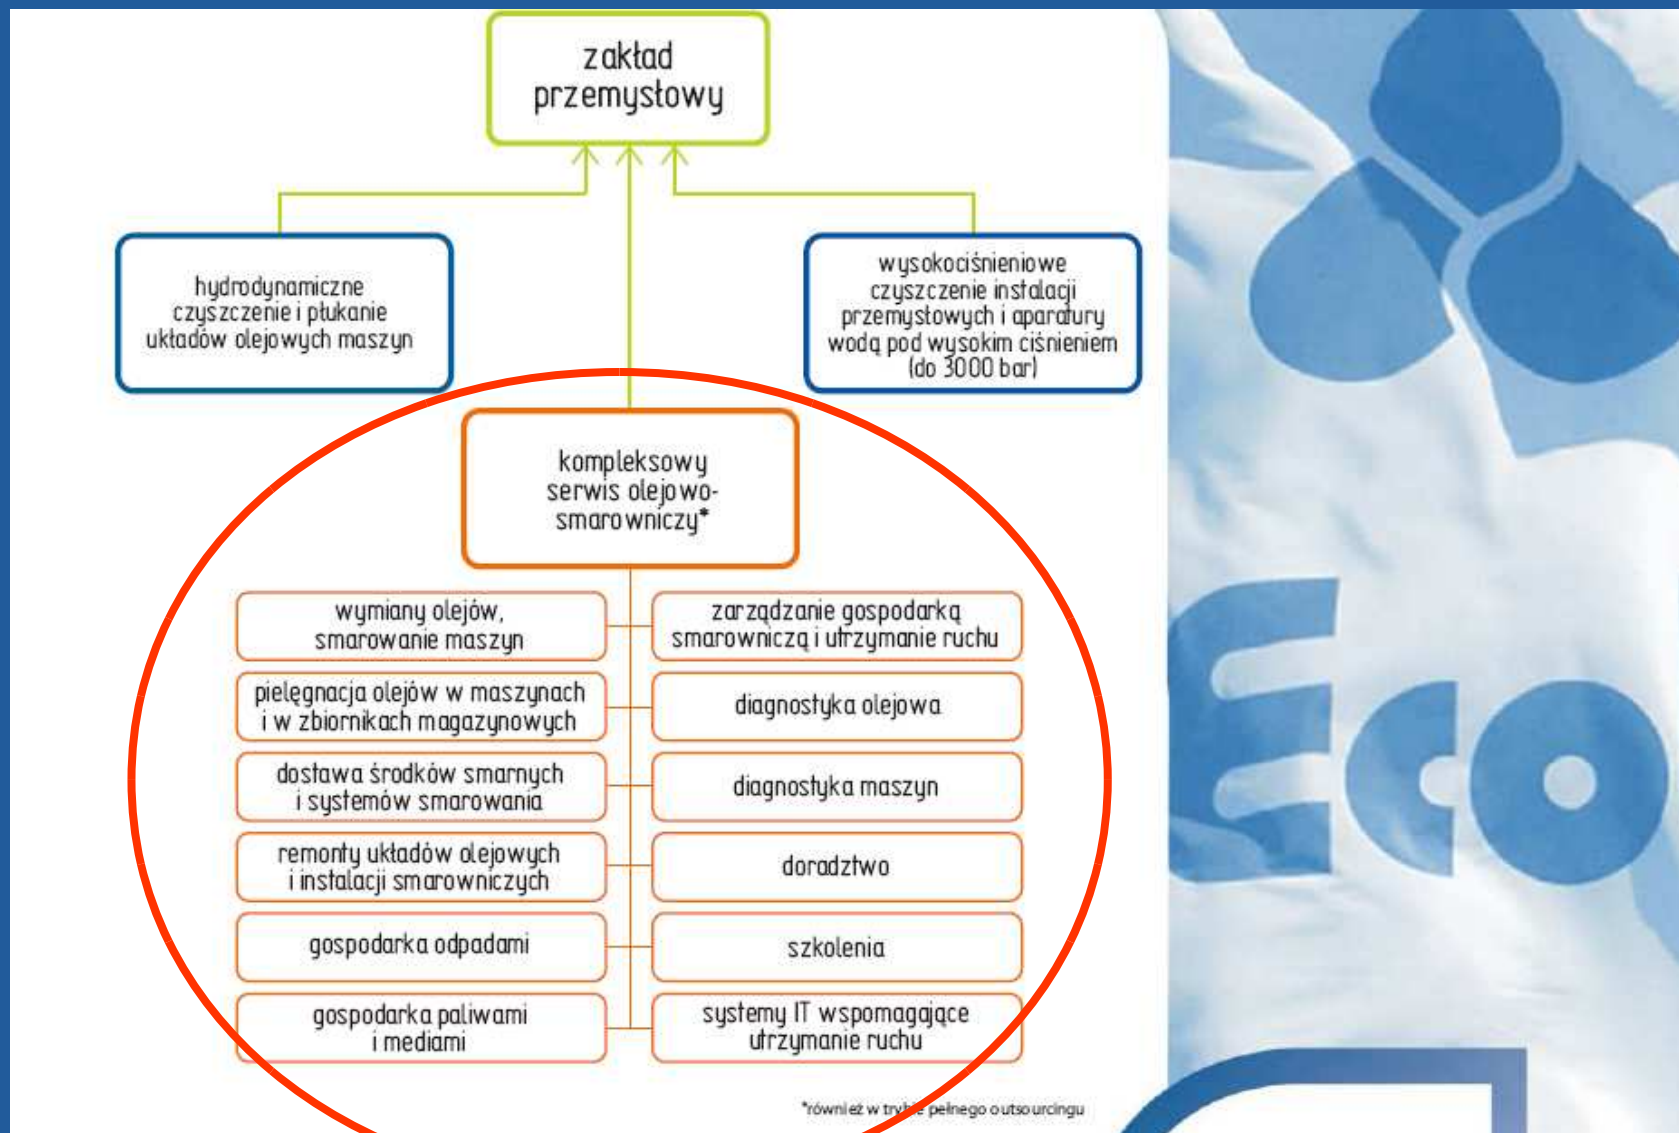 zakład
przemysłowy
hydrodynamiczne
czyszczenie i płukanie
układów olejowych maszyn
wysokociśnieniowe
czyszczenie instalacji
przemysłowych i aparatury
wodą pod wysokim ciśnieniem
(do 3000 bar)
kompleksowy
serwis olejowo-
smarowniczy*
wymiany olejów,
smarowanie maszyn
zarządzanie gospodarką
smarowniczą i utrzymanie ruchu
pielęgnacja olejów w maszynach
i w zbiornikach magazynowych
diagnostyka olejowa
dostawa środków smarnych
i systemów smarowania
diagnostyka maszyn
remonty układów olejowych
i instalacji smarowniczych
doradztwo
gospodarka odpadami
szkolenia
gospodarka paliwami
i mediami
systemy IT wspomagające
utrzymanie ruchu
*również w trybie pełnego outsourcingu
Eco